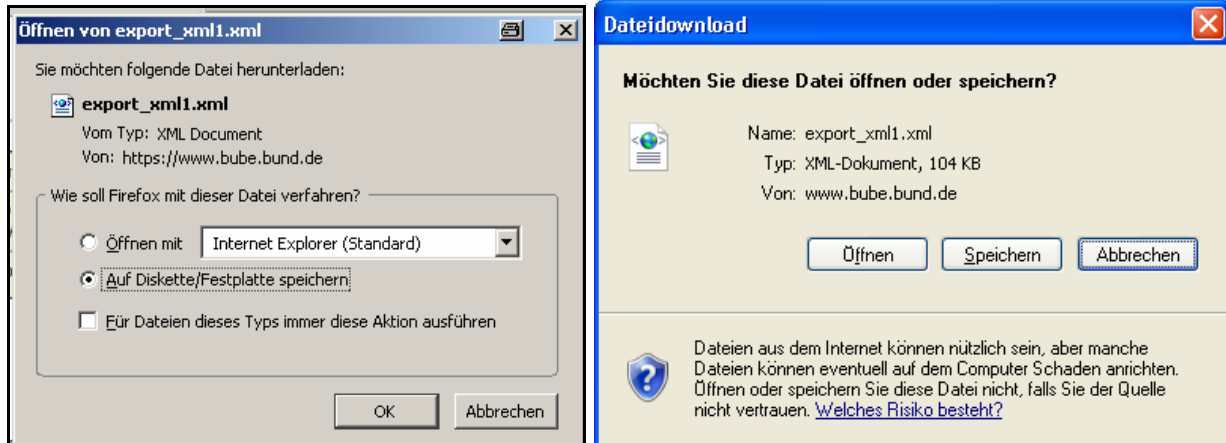 Öffnen von export_xml1.xml
Sie möchten folgende Datei herunterladen:
export_xml1.xml
Vom Typ: XML Document
Von: https://www.bube.bund.de
Wie soll Firefox mit dieser Datei verfahren?
Öffnen mit Internet Explorer (Standard)
Auf Diskette/Festplatte speichern
Für Dateien dieses Typs immer diese Aktion ausführen
OK Abbrechen
Dateidownload
Möchten Sie diese Datei öffnen oder speichern?
Name: export_xml1.xml
Typ: XML-Dokument, 104 KB
Von: www.bube.bund.de
Öffnen Speichern Abbrechen
Dateien aus dem Internet können nützlich sein, aber manche
Dateien können eventuell auf dem Computer Schaden anrichten.
Öffnen oder speichern Sie diese Datei nicht, falls Sie der Quelle
nicht vertrauen. Welches Risiko besteht?